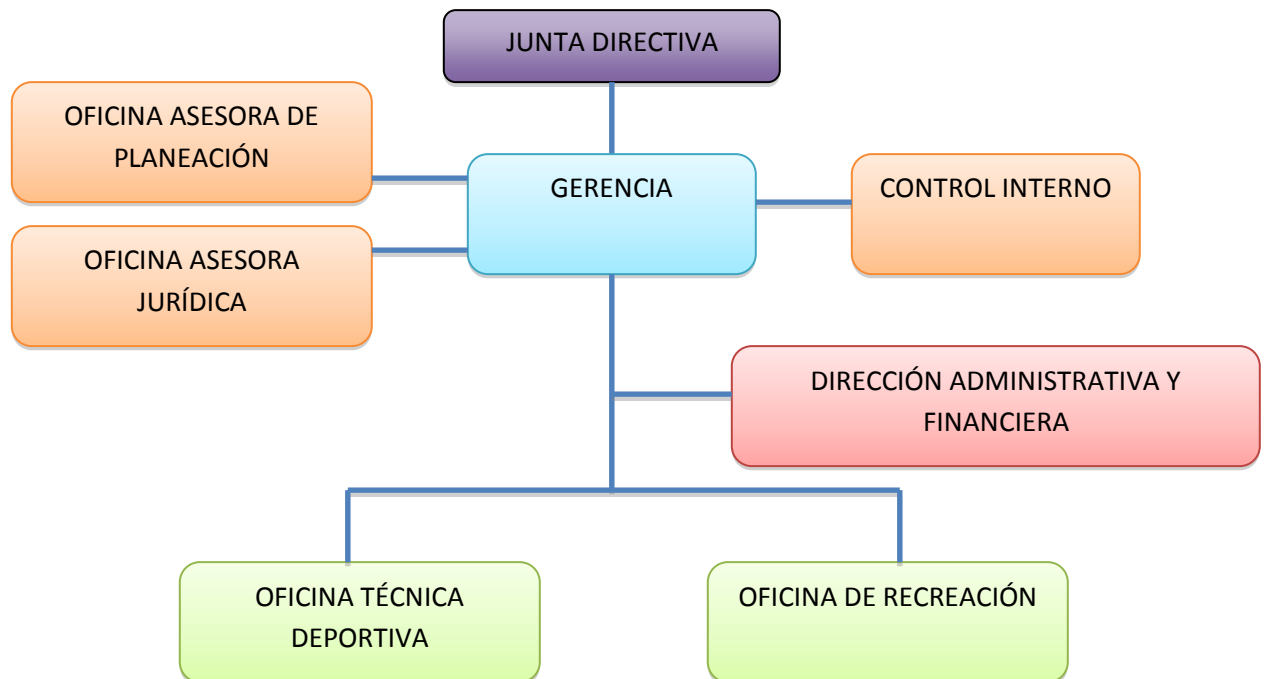 JUNTA DIRECTIVA
OFICINA ASESORA DE
PLANEACIÓN
GERENCIA
CONTROL INTERNO
OFICINA ASESORA
JURÍDICA
DIRECCIÓN ADMINISTRATIVA Y
FINANCIERA
OFICINA TÉCNICA
DEPORTIVA
OFICINA DE RECREACIÓN